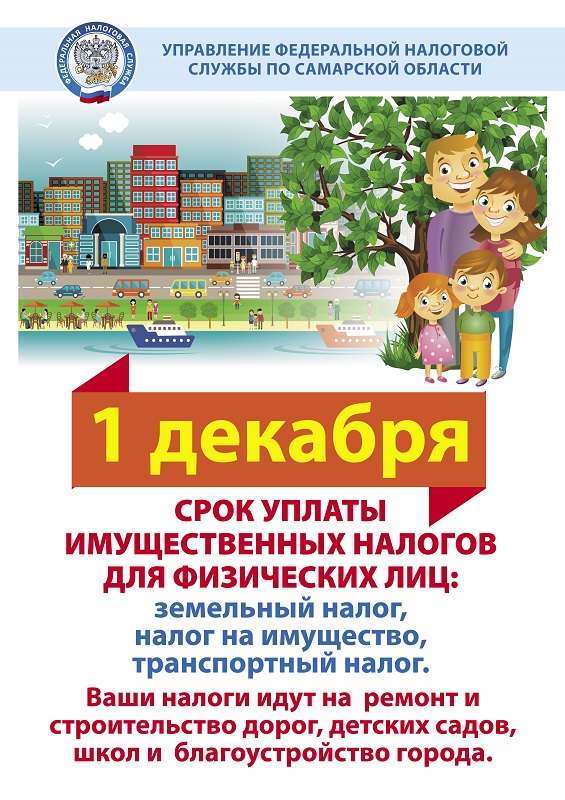 ФЕДЕРАЛЬНАЯ НАЛОГОВАЯ СЛУЖБА
УПРАВЛЕНИЕ ФЕДЕРАЛЬНОЙ НАЛОГОВОЙ
СЛУЖБЫ ПО САМАРСКОЙ ОБЛАСТИ
1 декабря
СРОК УПЛАТЫ
ИМУЩЕСТВЕННЫХ НАЛОГОВ
ДЛЯ ФИЗИЧЕСКИХ ЛИЦ:
земельный налог,
налог на имущество,
транспортный налог.
Ваши налоги идут на ремонт и
строительство дорог, детских садов,
школ и благоустройство города.